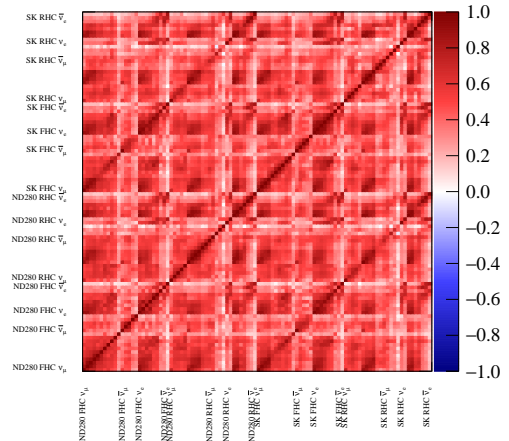 SK RHC ν̅e
SK RHC νe
SK RHC ν̅μ
SK RHC νμ
SK FHC ν̅e
SK FHC νe
SK FHC ν̅μ
SK FHC νμ
ND280 RHC ν̅e
ND280 RHC νe
ND280 RHC ν̅μ
ND280 RHC νμ
ND280 FHC ν̅e
ND280 FHC νe
ND280 FHC ν̅μ
ND280 FHC νμ
1.0
0.8
0.6
0.4
0.2
0.0
−0.2
−0.4
−0.6
−0.8
−1.0
ND280 FHC νμ
ND280 FHC ν̅μ
ND280 FHC νe
ND280 FHC ν̅e
ND280 RHC νμ
ND280 RHC ν̅μ
ND280 RHC νe
ND280 RHC ν̅e
SK FHC νμ
SK FHC ν̅μ
SK FHC νe
SK FHC ν̅e
SK RHC νμ
SK RHC ν̅μ
SK RHC νe
SK RHC ν̅e